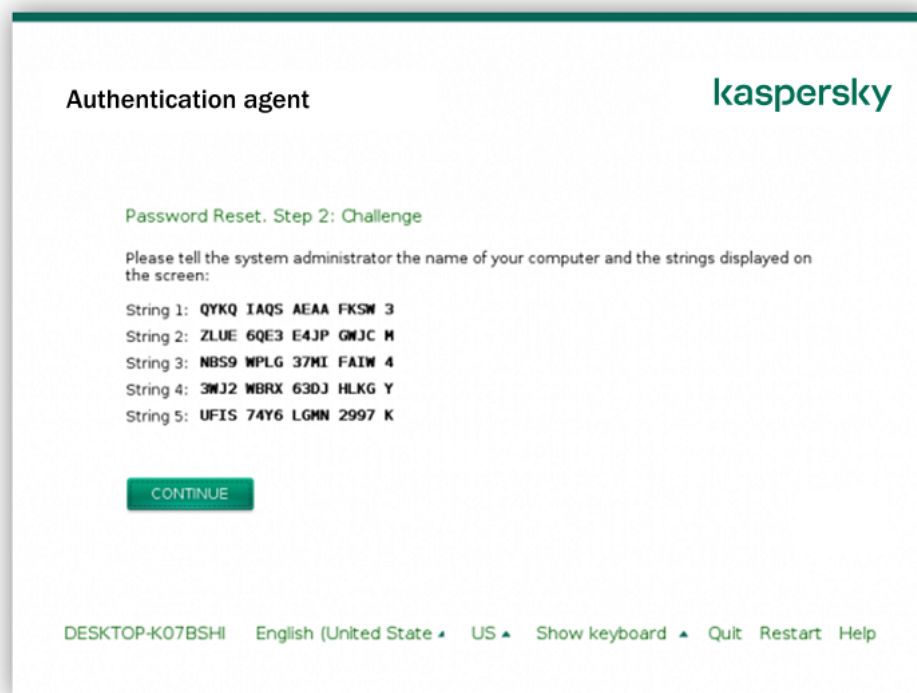 Authentication agent
kaspersky
Password Reset. Step 2: Challenge
Please tell the system administrator the name of your computer and the strings displayed on
the screen:
String 1: QYKQ IAQS AEAA FKSW 3
String 2: ZLUE 6QE3 E4JP GWJC M
String 3: NBS9 WPLG 37MI FAIW 4
String 4: 3WJ2 WBRX 63DJ HLKG Y
String 5: UFIS 74Y6 LGMN 2997 K
CONTINUE
DESKTOP-K07BSHI English (United State US Show keyboard Quit Restart Help